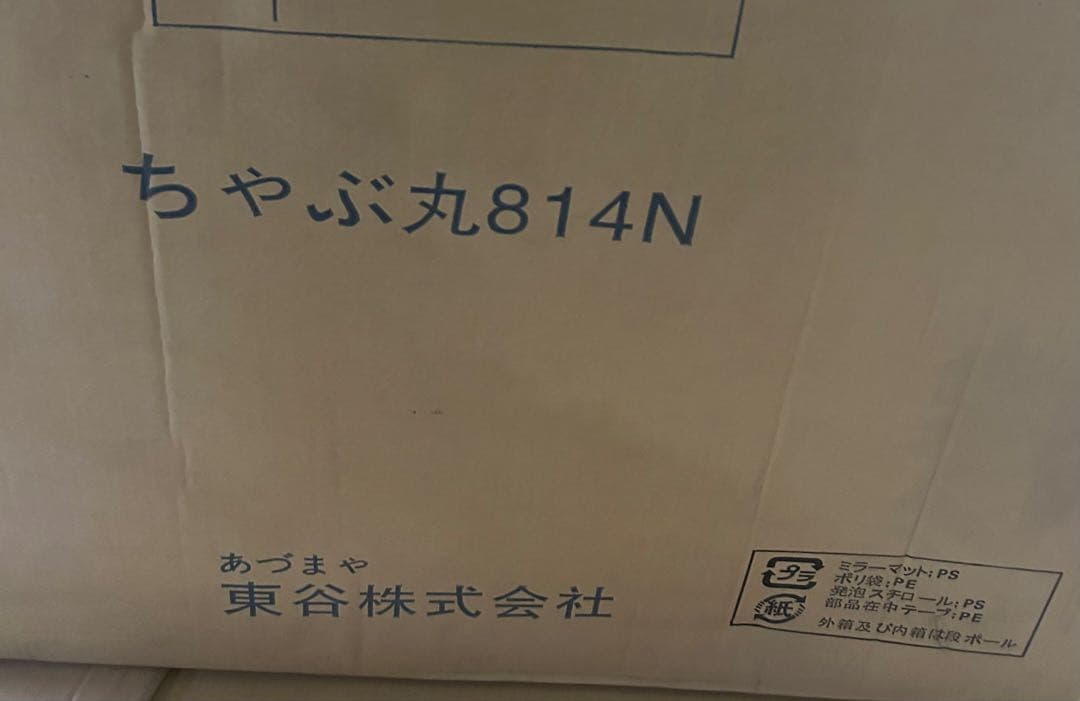 ちゃぶ丸814N
あづまや
東谷株式会社
プラ
紙
ミラーマット:PS
ポリ袋:PE
発泡スチロール:PS
部品在中テープ:PE
外箱及び内箱は段ボール